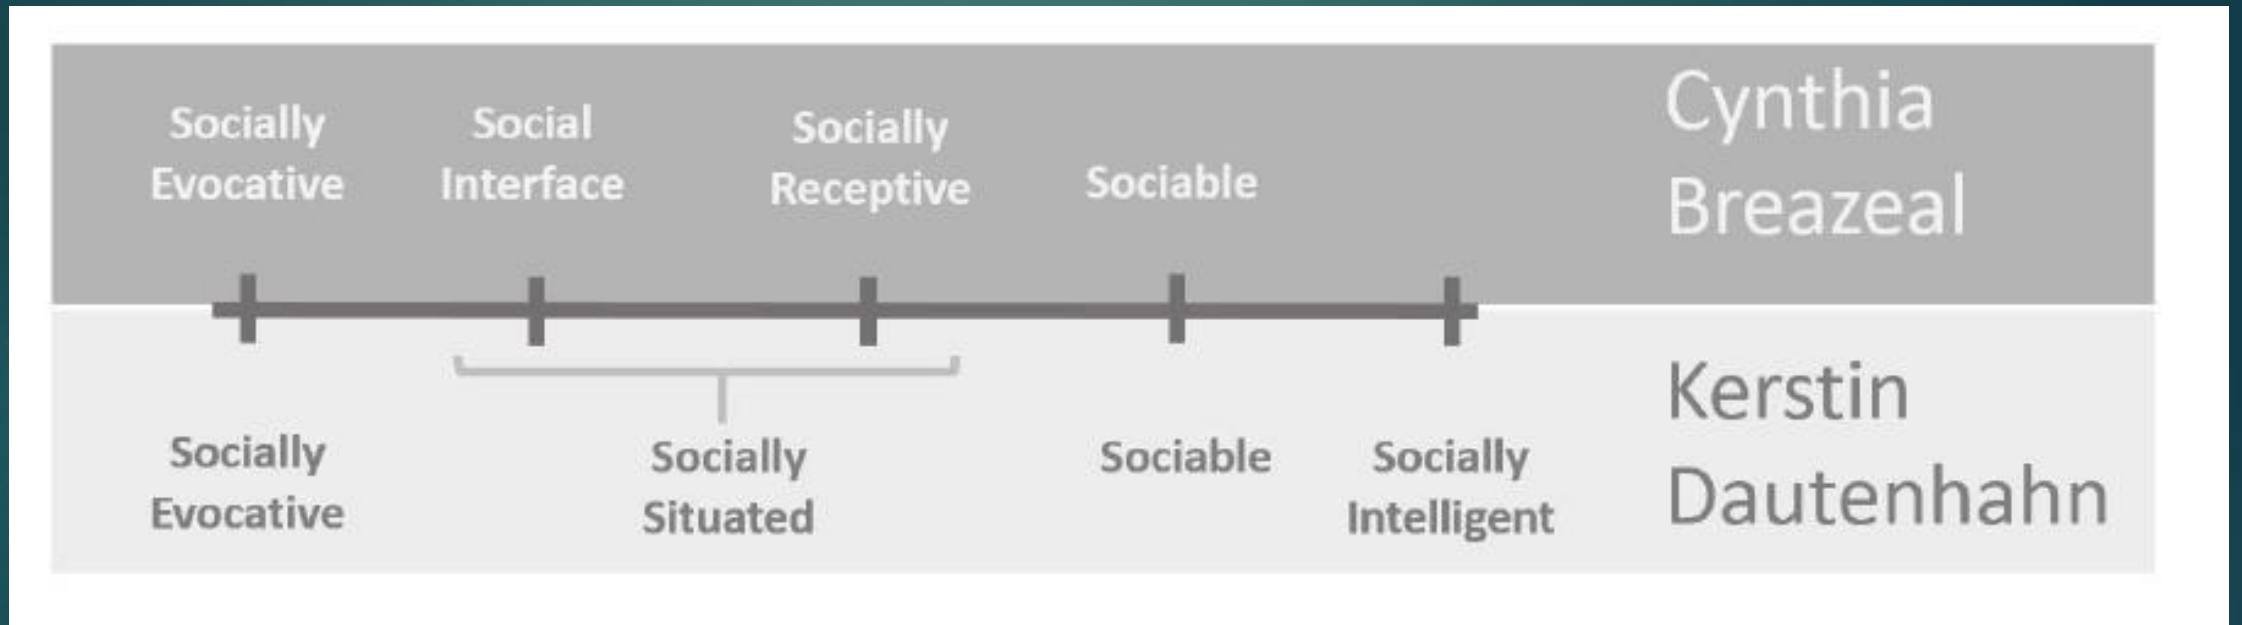 Socially
Evocative
Social
Interface
Socially
Receptive
Sociable
Cynthia
Breazeal
Socially
Evocative
Socially
Situated
Sociable
Socially
Intelligent
Kerstin
Dautenhahn